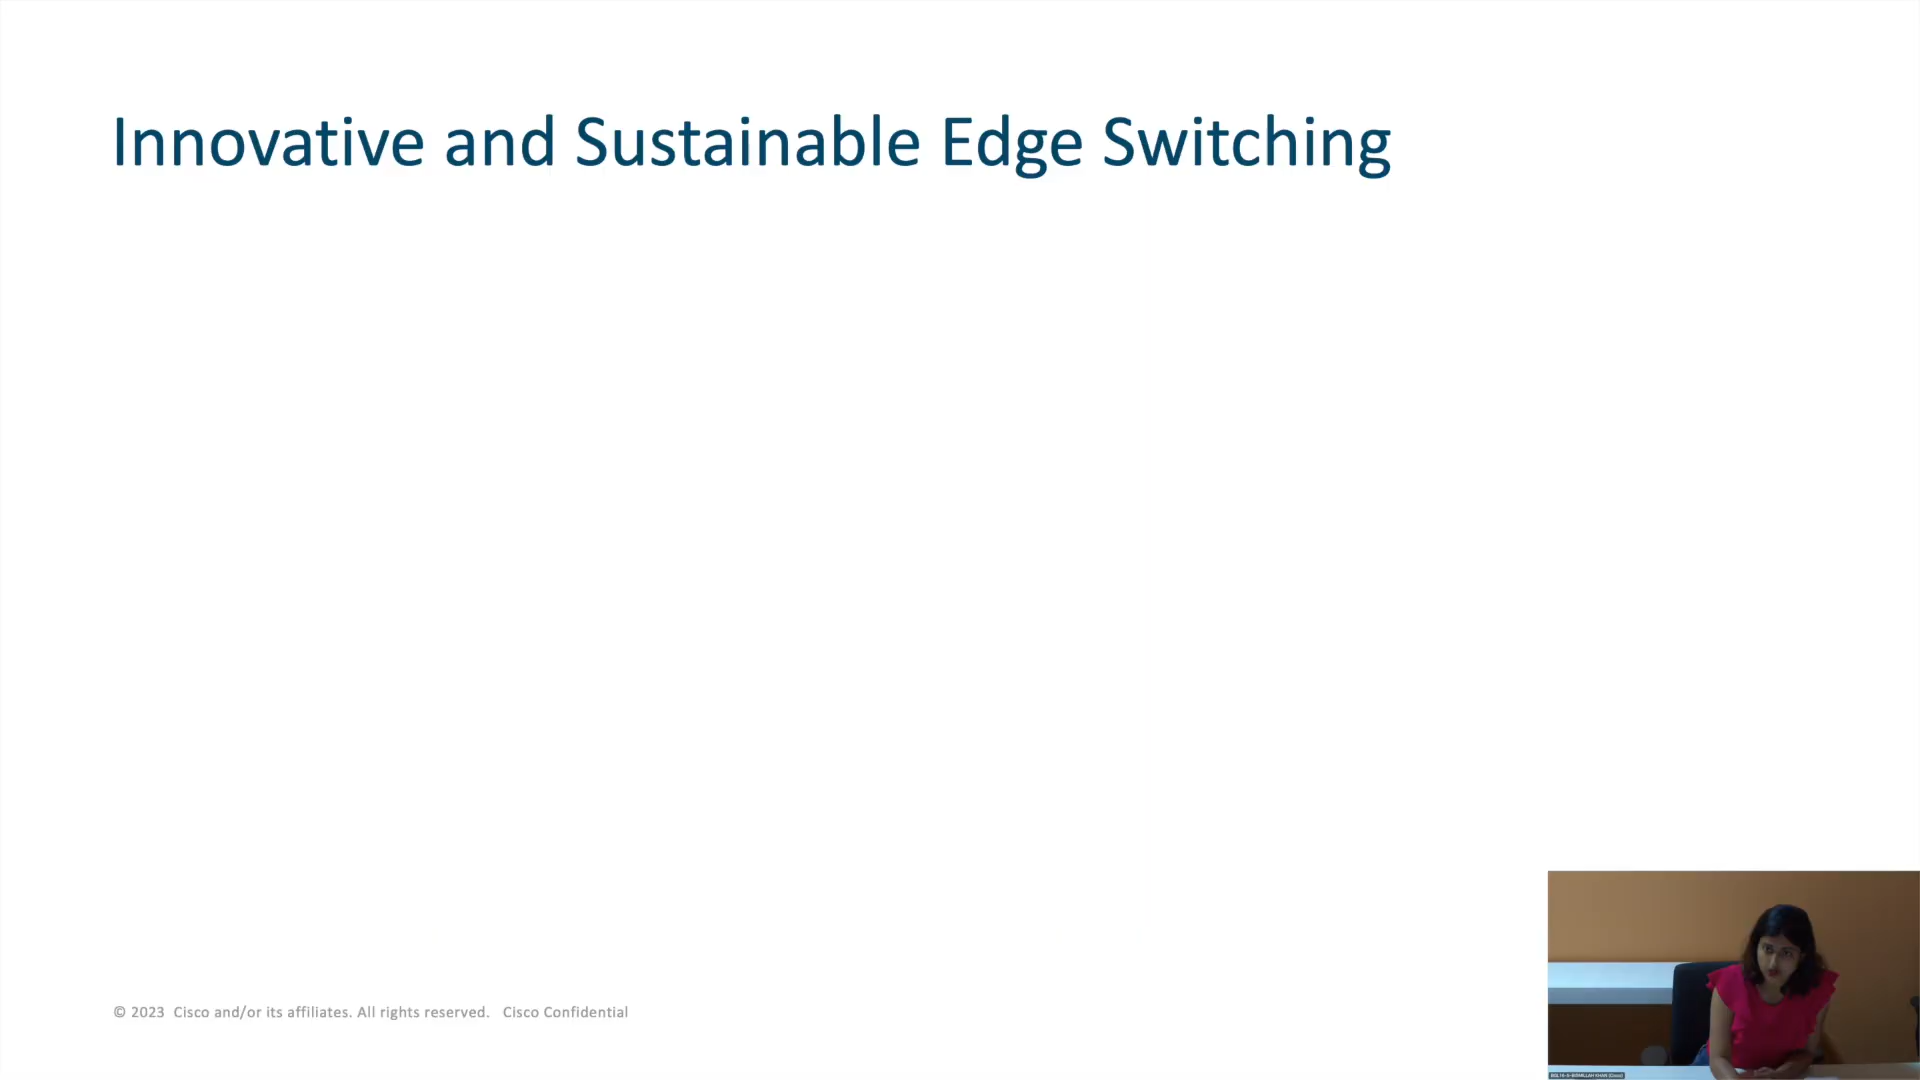 Innovative and Sustainable Edge Switching
© 2023 Cisco and/or its affiliates. All rights reserved. Cisco Confidential